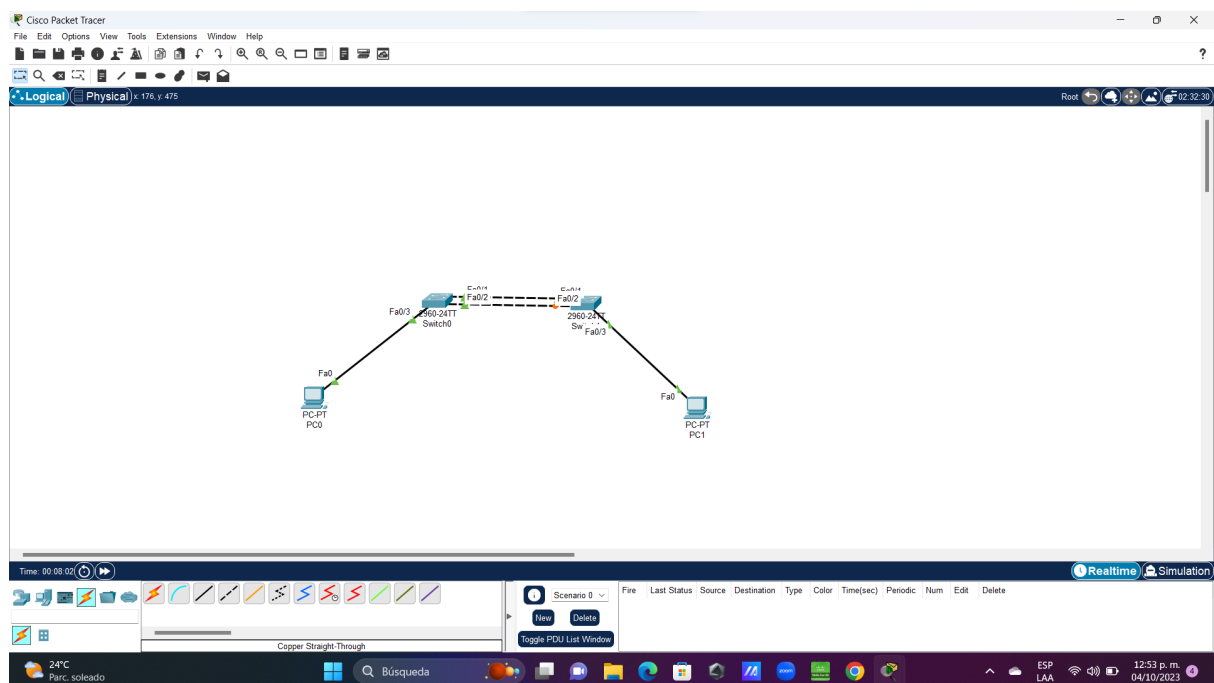 Cisco Packet Tracer
File Edit Options View Tools Extensions Window Help
?
Logical Physical x: 176, y: 475 Root 02:32:30
Fa0/1 Fa0/1
Fa0/2 Fa0/2
Fa0/3 2960-24TT 2960-24TT
Switch0 Fa0/3
Fa0 Fa0
PC-PT
PC0
PC-PT
PC1
Time: 00:08:02 Realtime Simulation
Scenario 0 Fire Last Status Source Destination Type Color Time(sec) Periodic Num Edit Delete
New Delete
Toggle PDU List Window
Copper Straight-Through
24°C
Parc. soleado
Búsqueda
zoom
ESP
LAA
12:53 p. m.
04/10/2023
4